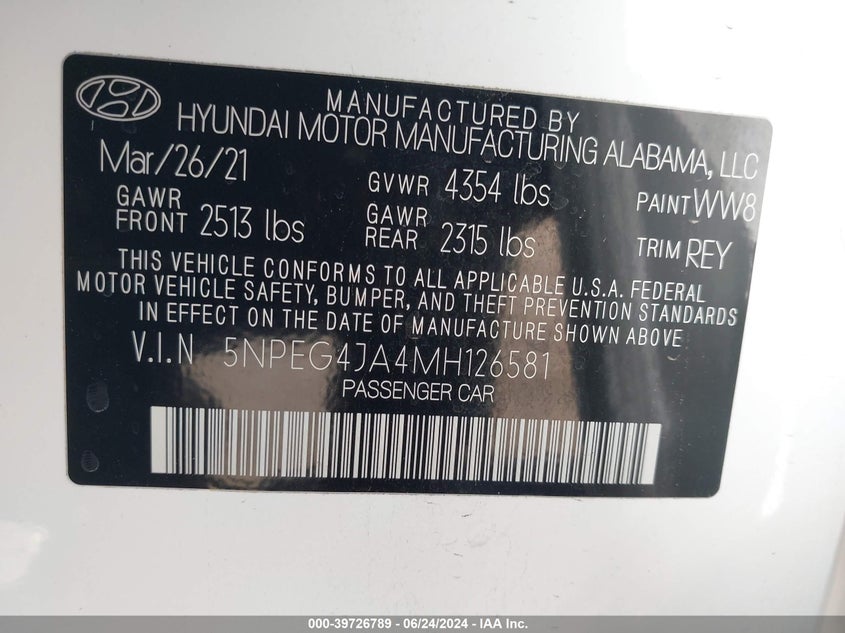 MANUFACTURED BY
HYUNDAI MOTOR MANUFACTURING ALABAMA, LLC
Mar/26/21 GVWR 4354 lbs PAINT WW8
GAWR FRONT 2513 lbs GAWR REAR 2315 lbs TRIM REY
THIS VEHICLE CONFORMS TO ALL APPLICABLE U.S.A. FEDERAL
MOTOR VEHICLE SAFETY, BUMPER, AND THEFT PREVENTION STANDARDS
IN EFFECT ON THE DATE OF MANUFACTURE SHOWN ABOVE
V.I.N 5NPEG4JA4MH126581
PASSENGER CAR
000-39726789 - 06/24/2024 - IAA Inc.